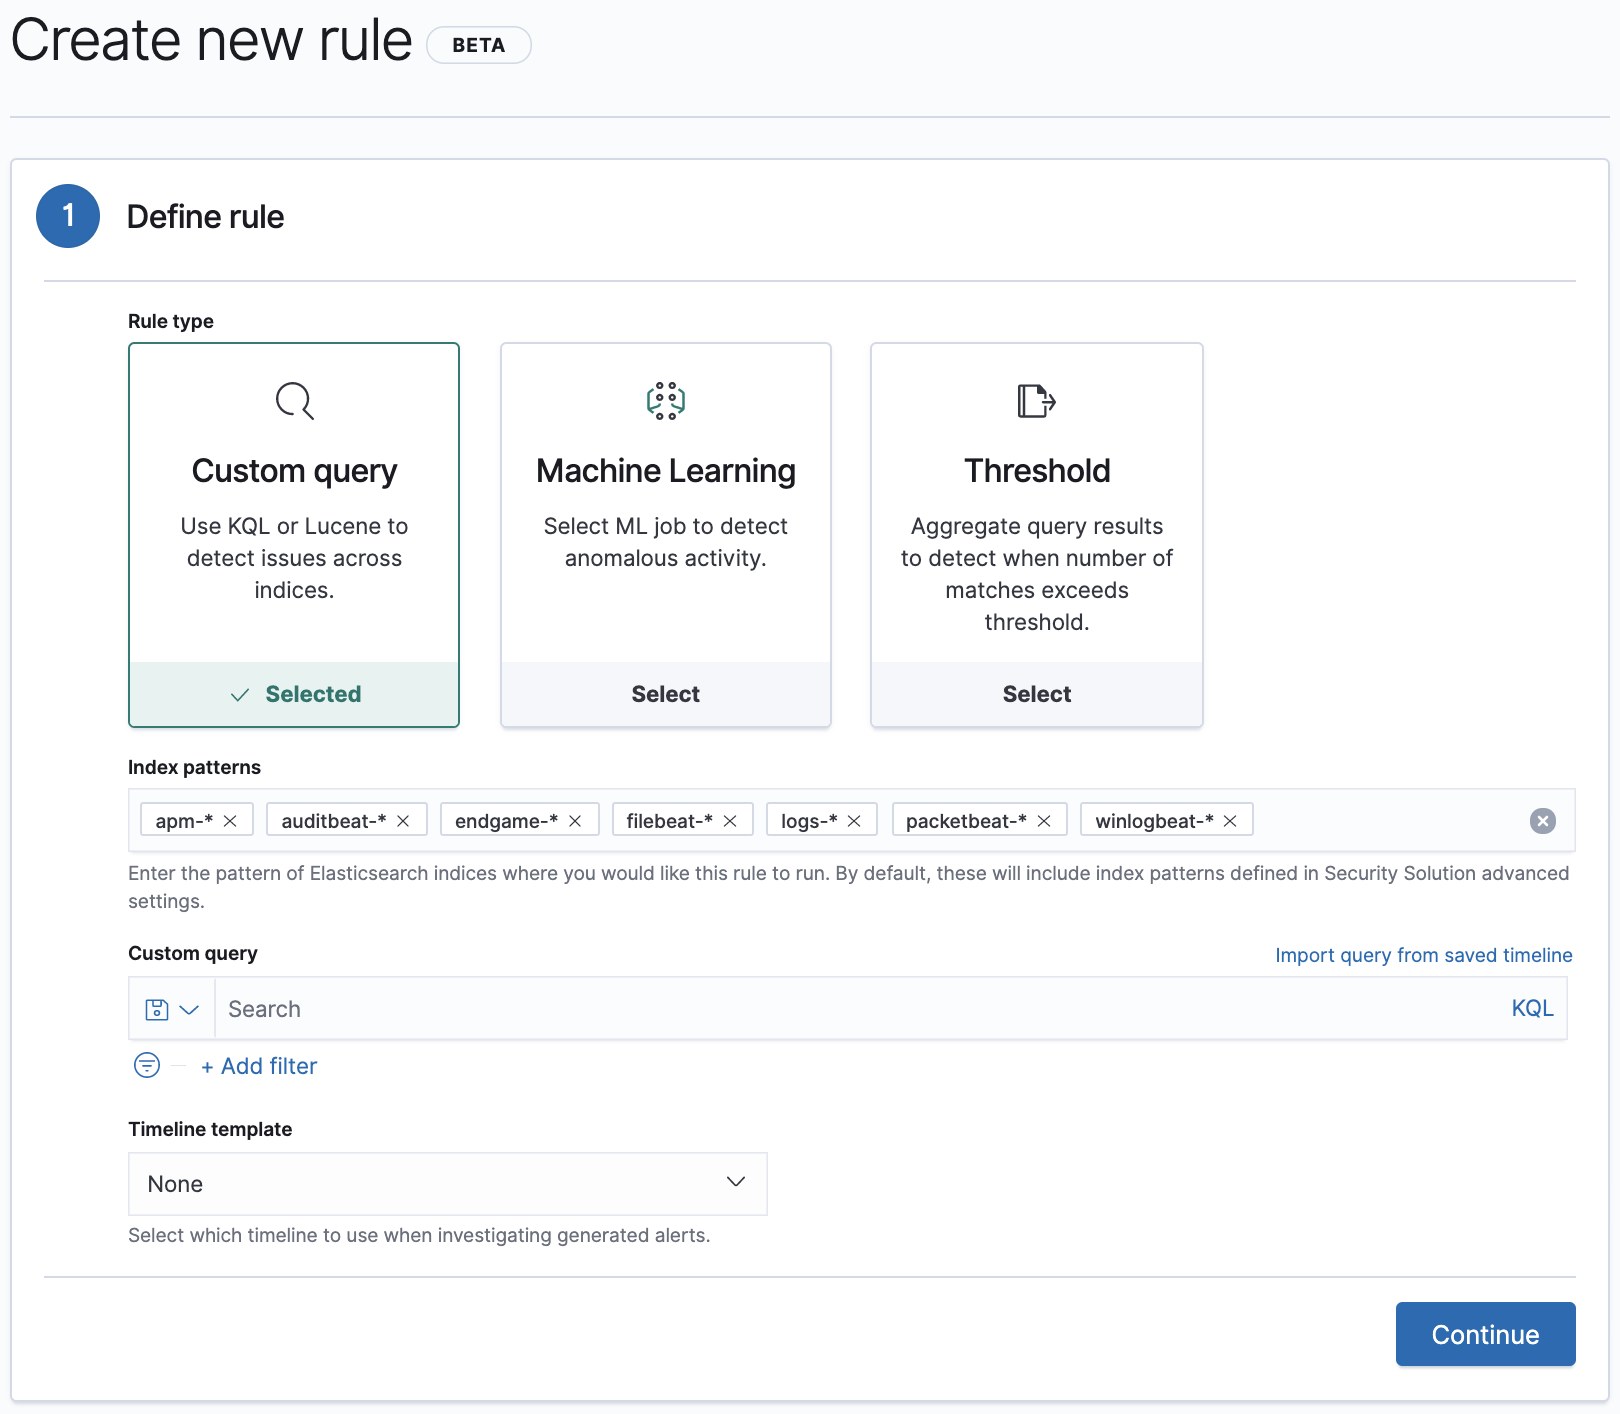 Create new rule BETA
1 Define rule
Rule type
Custom query
Use KQL or Lucene to
detect issues across
indices.
Selected
Machine Learning
Select ML job to detect
anomalous activity.
Select
Threshold
Aggregate query results
to detect when number of
matches exceeds
threshold.
Select
Index patterns
apm-* auditbeat-* endgame-* filebeat-* logs-* packetbeat-* winlogbeat-*
Enter the pattern of Elasticsearch indices where you would like this rule to run. By default, these will include index patterns defined in Security Solution advanced
settings.
Custom query Import query from saved timeline
Search KQL
+ Add filter
Timeline template
None
Select which timeline to use when investigating generated alerts.
Continue